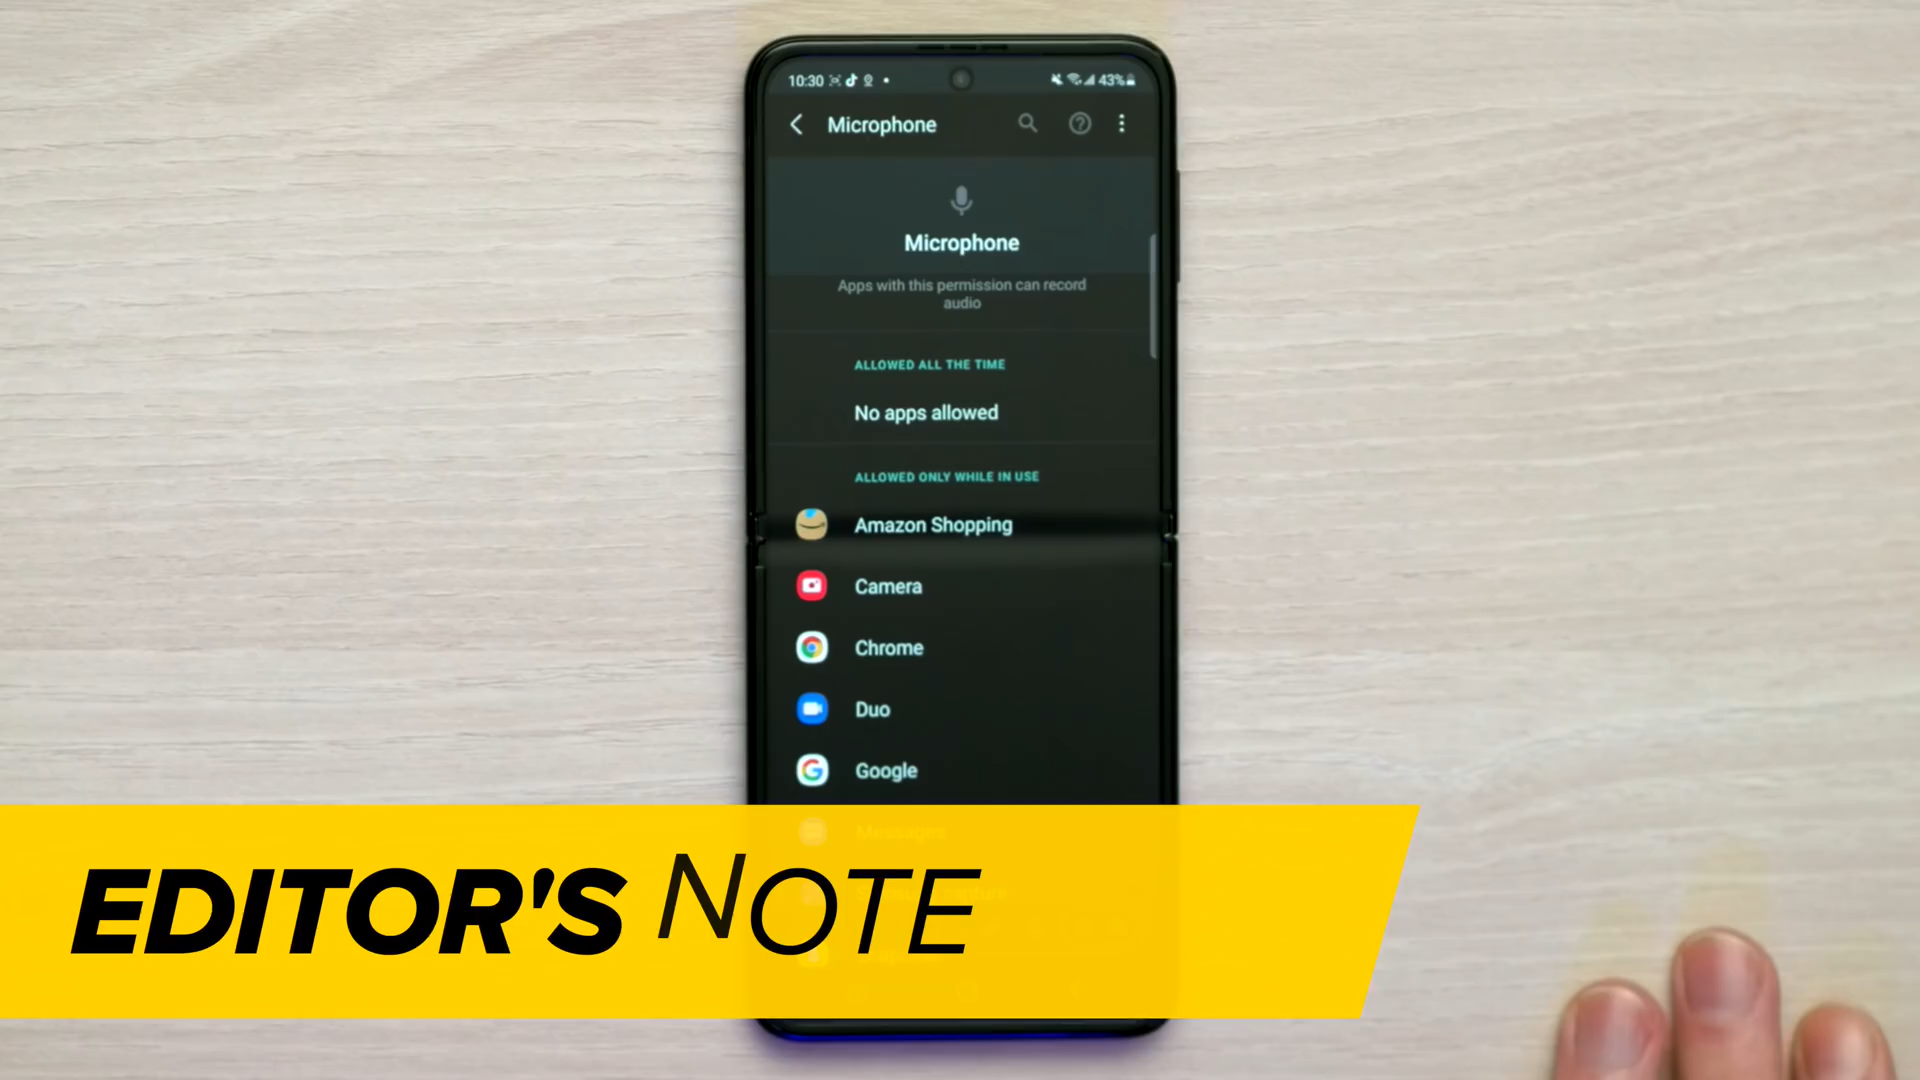 10:30 43%
Microphone
Microphone
Apps with this permission can record
audio
ALLOWED ALL THE TIME
No apps allowed
ALLOWED ONLY WHILE IN USE
Amazon Shopping
Camera
Chrome
Duo
Google
Messages
EDITOR'S NOTE